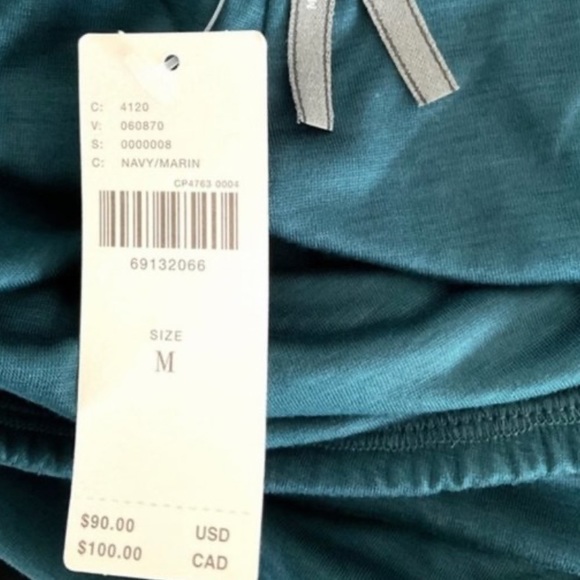 C: 4120
V: 060870
S: 0000008
C: NAVY/MARIN
CP4763 0004
69132066
SIZE
M
$90.00 USD
$100.00 CAD